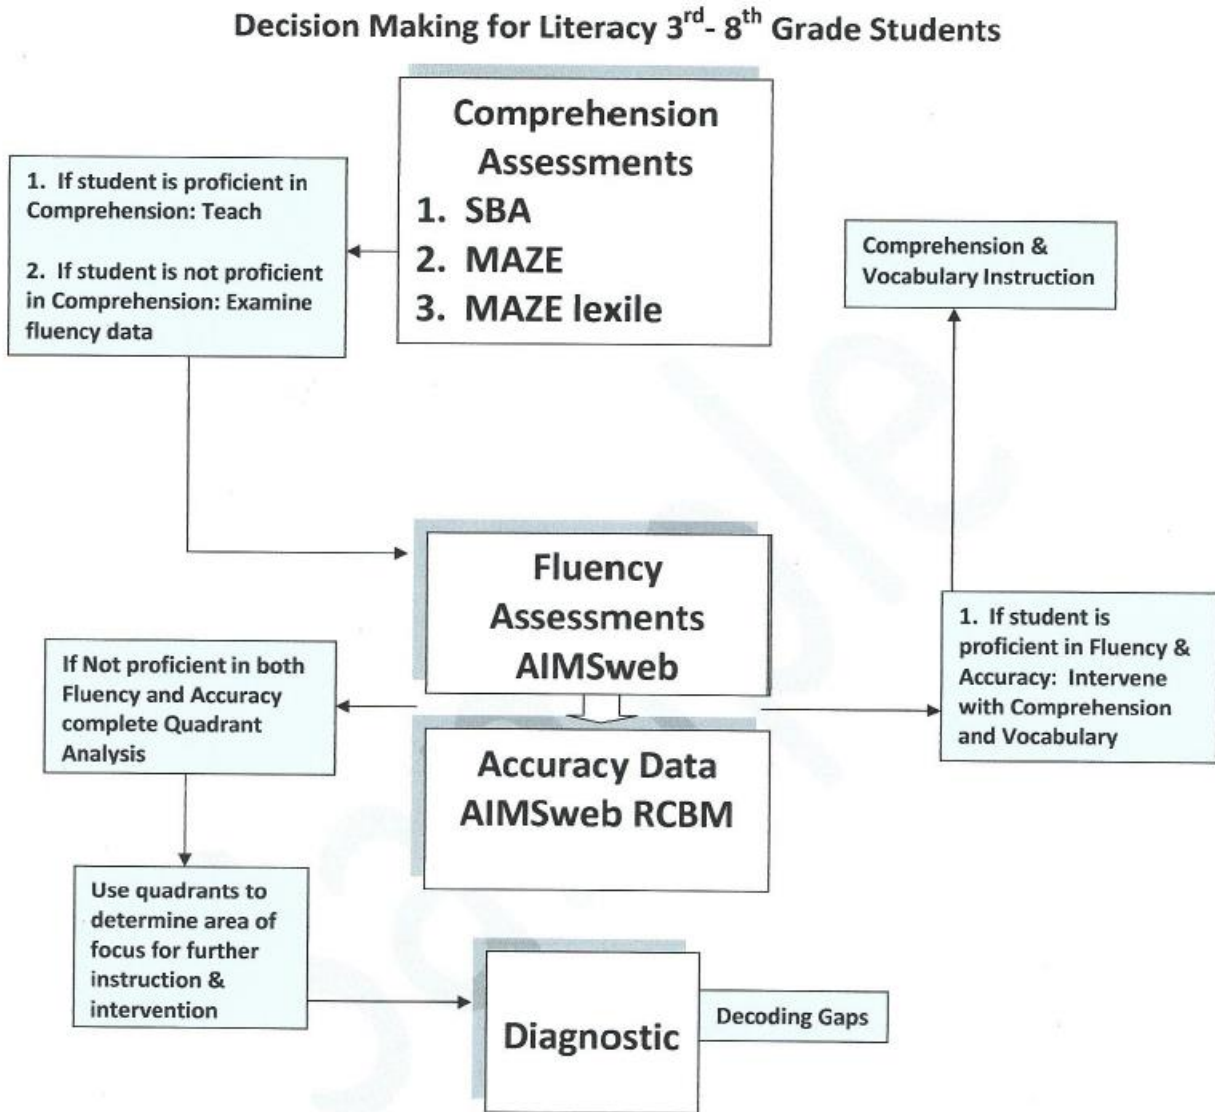 Decision Making for Literacy 3rd- 8th Grade Students
Comprehension
Assessments
1. SBA
2. MAZE
3. MAZE lexile
1. If student is proficient in
Comprehension: Teach
2. If student is not proficient
in Comprehension: Examine
fluency data
Comprehension &
Vocabulary Instruction
Fluency
Assessments
AIMSweb
Accuracy Data
AIMSweb RCBM
1. If student is
proficient in Fluency &
Accuracy: Intervene
with Comprehension
and Vocabulary
If Not proficient in both
Fluency and Accuracy
complete Quadrant
Analysis
Use quadrants to
determine area of
focus for further
instruction &
intervention
Diagnostic
Decoding Gaps
Sample